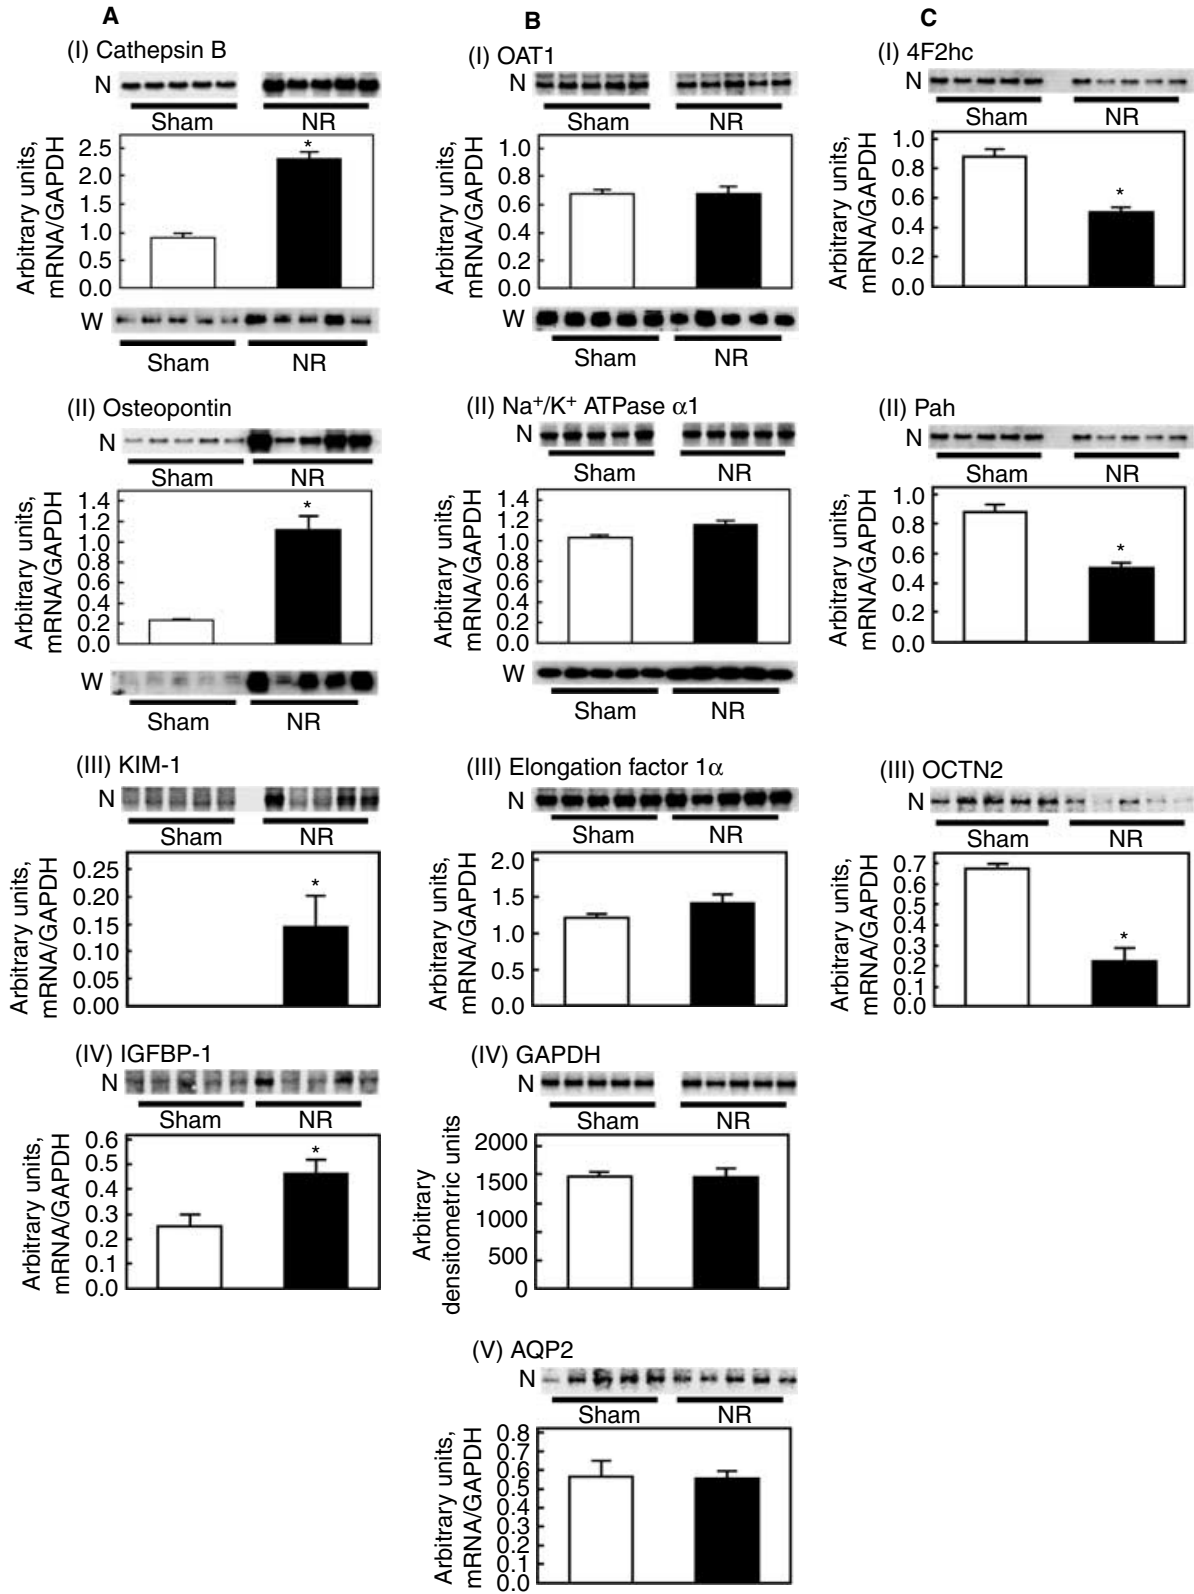 A
(I) Cathepsin B
N
Sham NR
Arbitrary units,
mRNA/GAPDH
2.5
2.0
1.5
1.0
0.5
0.0
*
W
Sham NR
(II) Osteopontin
N
Sham NR
Arbitrary units,
mRNA/GAPDH
1.4
1.2
1.0
0.8
0.6
0.4
0.2
0.0
*
W
Sham NR
(III) KIM-1
N
Sham NR
Arbitrary units,
mRNA/GAPDH
0.25
0.20
0.15
0.10
0.05
0.00
*
(IV) IGFBP-1
N
Sham NR
Arbitrary units,
mRNA/GAPDH
0.6
0.5
0.4
0.3
0.2
0.1
0.0
*
B
(I) OAT1
N
Sham NR
Arbitrary units,
mRNA/GAPDH
1.0
0.8
0.6
0.4
0.2
0.0
W
Sham NR
(II) Na+/K+ ATPase α1
N
Sham NR
Arbitrary units,
mRNA/GAPDH
1.4
1.2
1.0
0.8
0.6
0.4
0.2
0.0
W
Sham NR
(III) Elongation factor 1α
N
Sham NR
Arbitrary units,
mRNA/GAPDH
2.0
1.5
1.0
0.5
0.0
(IV) GAPDH
N
Sham NR
Arbitrary
densitometric units
2000
1500
1000
500
0
(V) AQP2
N
Sham NR
Arbitrary units,
mRNA/GAPDH
0.8
0.7
0.6
0.5
0.4
0.3
0.2
0.1
0.0
C
(I) 4F2hc
N
Sham NR
Arbitrary units,
mRNA/GAPDH
1.0
0.8
0.6
0.4
0.2
0.0
*
(II) Pah
N
Sham NR
Arbitrary units,
mRNA/GAPDH
1.0
0.8
0.6
0.4
0.2
0.0
*
(III) OCTN2
N
Sham NR
Arbitrary units,
mRNA/GAPDH
0.7
0.6
0.5
0.4
0.3
0.2
0.1
0.0
*